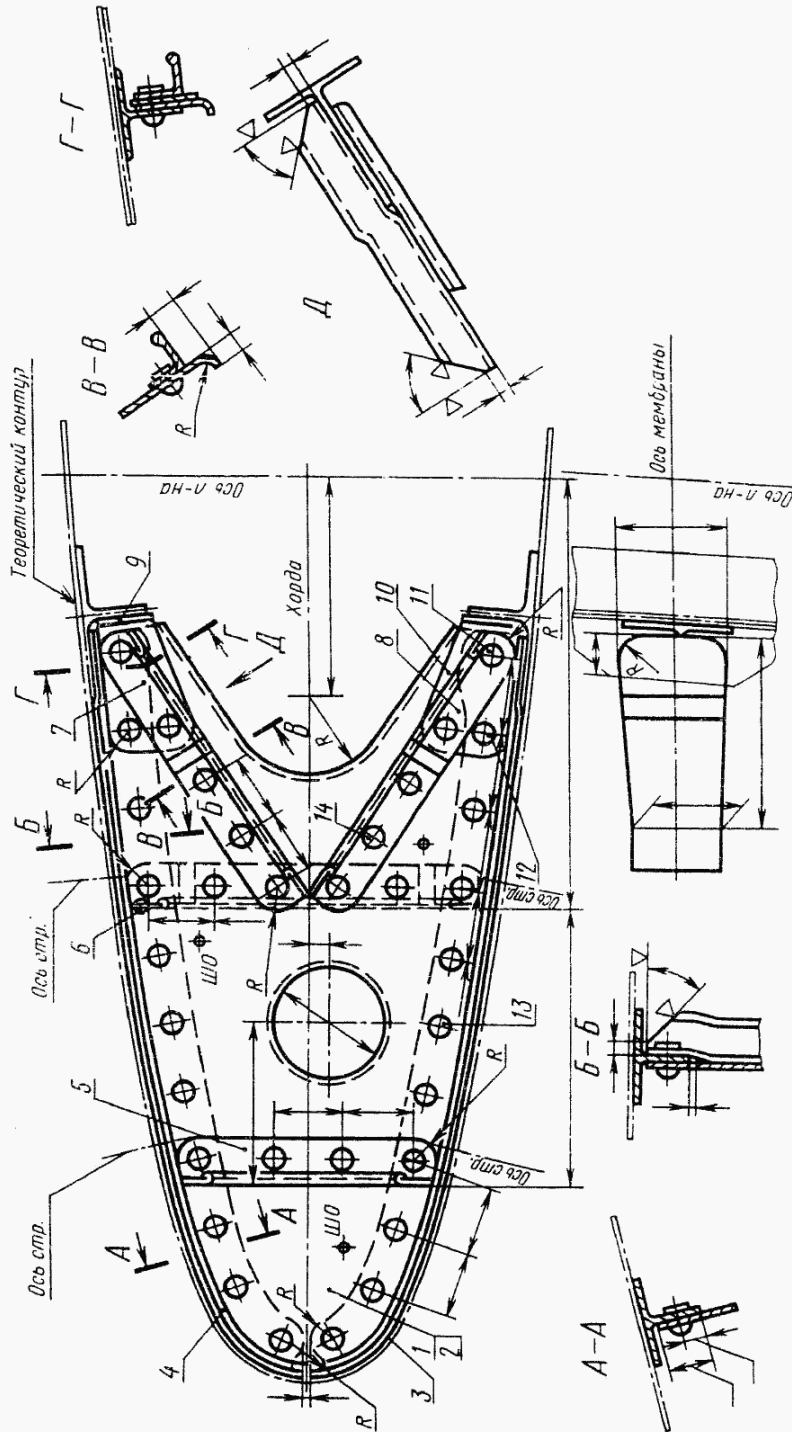 Г-Г
В-В
R
Д
Теоретический контур
9
Ось л-на
Хорда
Г
Д
Г
7
R
Б
R
Ось стр.
6
В
В
Б
14
8
10
11
R
R
12
Ось стр.
ШО
R
13
5
R
Ось стр.
Ось стр.
А
А
ШО
4
R
R
1
2
3
Ось мембраны
Ось л-на
R
Б-Б
А-А